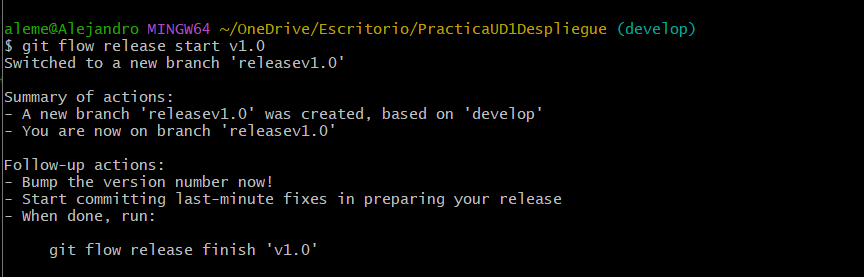 aleme@Alejandro MINGW64 ~/OneDrive/Escritorio/PracticaUD1Despliegue (develop)
$ git flow release start v1.0
Switched to a new branch 'releasev1.0'

Summary of actions:
- A new branch 'releasev1.0' was created, based on 'develop'
- You are now on branch 'releasev1.0'

Follow-up actions:
- Bump the version number now!
- Start committing last-minute fixes in preparing your release
- When done, run:

     git flow release finish 'v1.0'